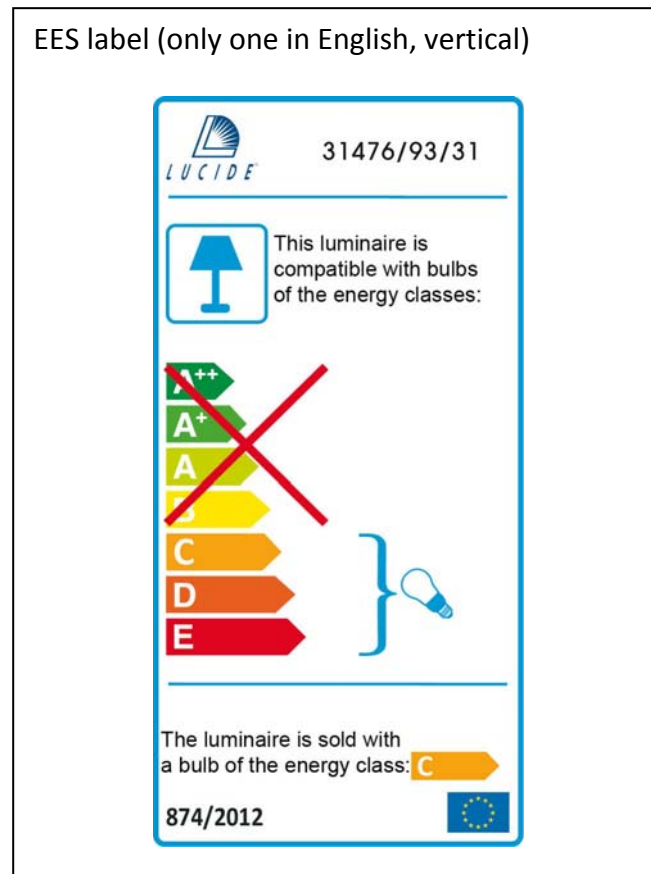 EES label (only one in English, vertical)
LUCIDE
31476/93/31
This luminaire is
compatible with bulbs
of the energy classes:
A++
A+
A
B
C
D
E
The luminaire is sold with
a bulb of the energy class: C
874/2012